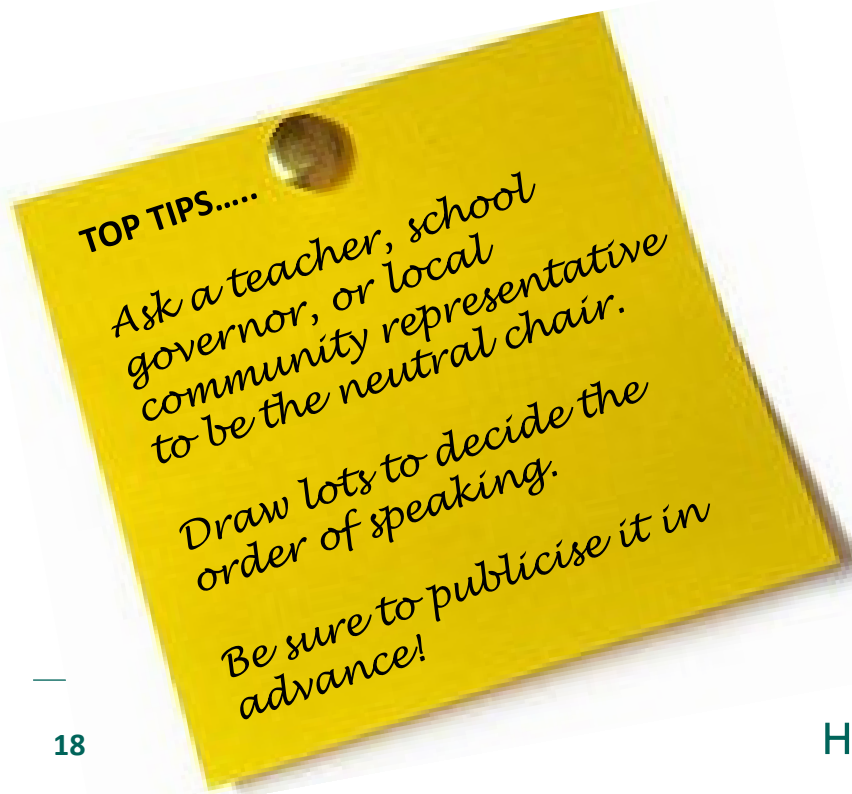 TOP TIPS.....
Ask a teacher, school
governor, or local
community representative
to be the neutral chair.
Draw lots to decide the
order of speaking.
Be sure to publicise it in
advance!
18
H